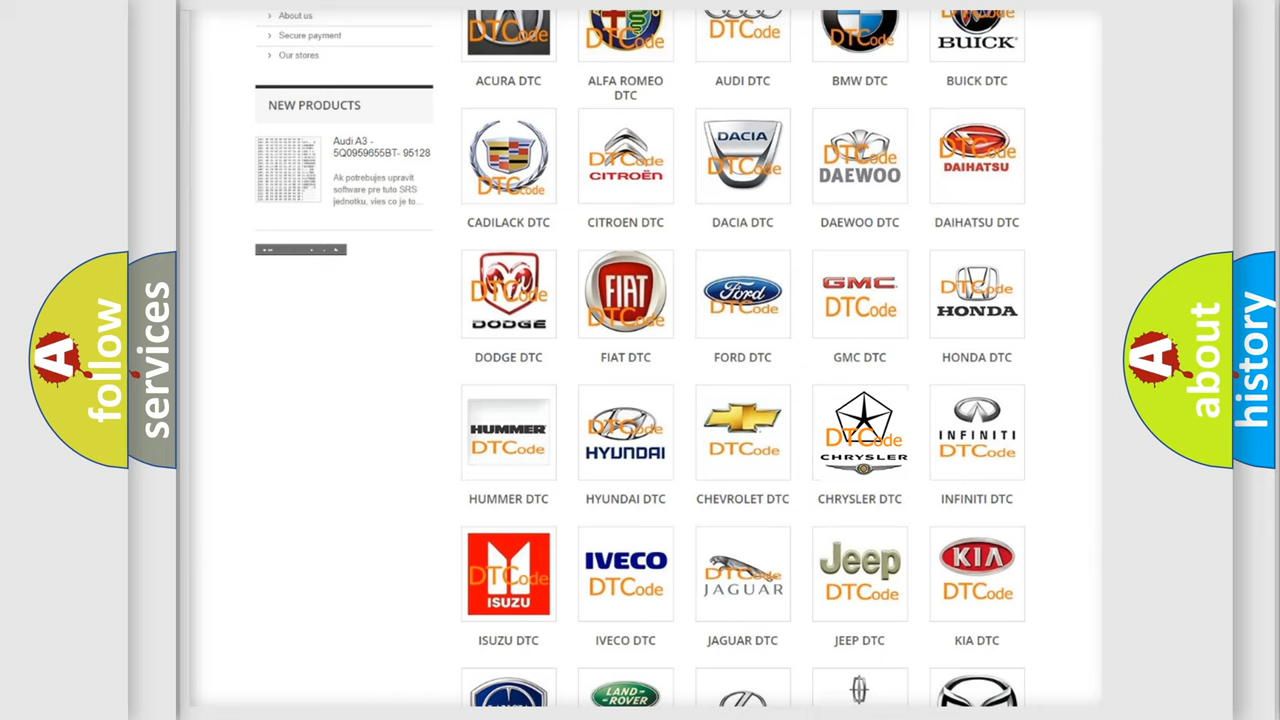 About us
Secure payment
Our stores
NEW PRODUCTS
Audi A3 -
5Q0959655BT- 95128
Ak potrebujes upravit
software pre tuto SRS
jednotku, vies co je to...
follow
services
about
history
A
A
DTCode
DTCode
DTCode
DTCode
BUICK
ACURA DTC
ALFA ROMEO
DTC
AUDI DTC
BMW DTC
BUICK DTC
DTCode
DTCode
CITROËN
DACIA
DTCode
DTCode
DAEWOO
DTCode
DAIHATSU
CADILACK DTC
CITROEN DTC
DACIA DTC
DAEWOO DTC
DAIHATSU DTC
DTCode
DODGE
FIAT
DTCode
Ford
DTCode
GMC
DTCode
DTCode
HONDA
DODGE DTC
FIAT DTC
FORD DTC
GMC DTC
HONDA DTC
HUMMER
DTCode
DTCode
HYUNDAI
DTCode
DTCode
CHRYSLER
INFINITI
DTCode
HUMMER DTC
HYUNDAI DTC
CHEVROLET DTC
CHRYSLER DTC
INFINITI DTC
DTCode
ISUZU
IVECO
DTCode
DTCode
JAGUAR
Jeep
DTCode
KIA
DTCode
ISUZU DTC
IVECO DTC
JAGUAR DTC
JEEP DTC
KIA DTC
LAND-
ROVER